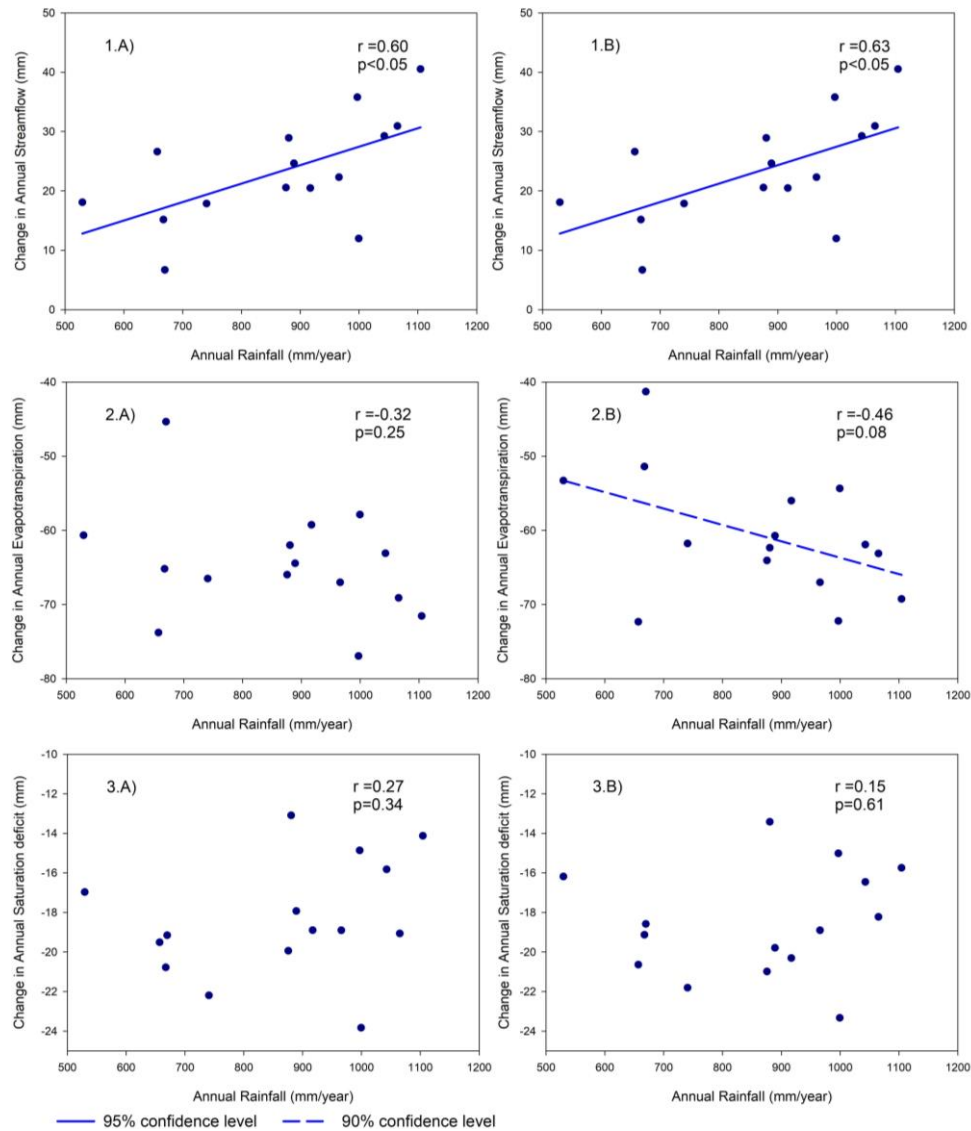 1.A)
r =0.60
p<0.05
Change in Annual Streamflow (mm)
50
40
30
20
10
0
500 600 700 800 900 1000 1100 1200
Annual Rainfall (mm/year)
1.B)
r =0.63
p<0.05
Change in Annual Streamflow (mm)
50
40
30
20
10
0
500 600 700 800 900 1000 1100 1200
Annual Rainfall (mm/year)
2.A)
r =-0.32
p=0.25
Change in Annual Evapotranspiration (mm)
-40
-50
-60
-70
-80
500 600 700 800 900 1000 1100 1200
Annual Rainfall (mm/year)
2.B)
r =-0.46
p=0.08
Change in Annual Evapotranspiration (mm)
-40
-50
-60
-70
-80
500 600 700 800 900 1000 1100 1200
Annual Rainfall (mm/year)
3.A)
r =0.27
p=0.34
Change in Annual Saturation deficit (mm)
-10
-12
-14
-16
-18
-20
-22
-24
500 600 700 800 900 1000 1100 1200
Annual Rainfall (mm/year)
3.B)
r =0.15
p=0.61
Change in Annual Saturation deficit (mm)
-10
-12
-14
-16
-18
-20
-22
-24
500 600 700 800 900 1000 1100 1200
Annual Rainfall (mm/year)
95% confidence level 90% confidence level